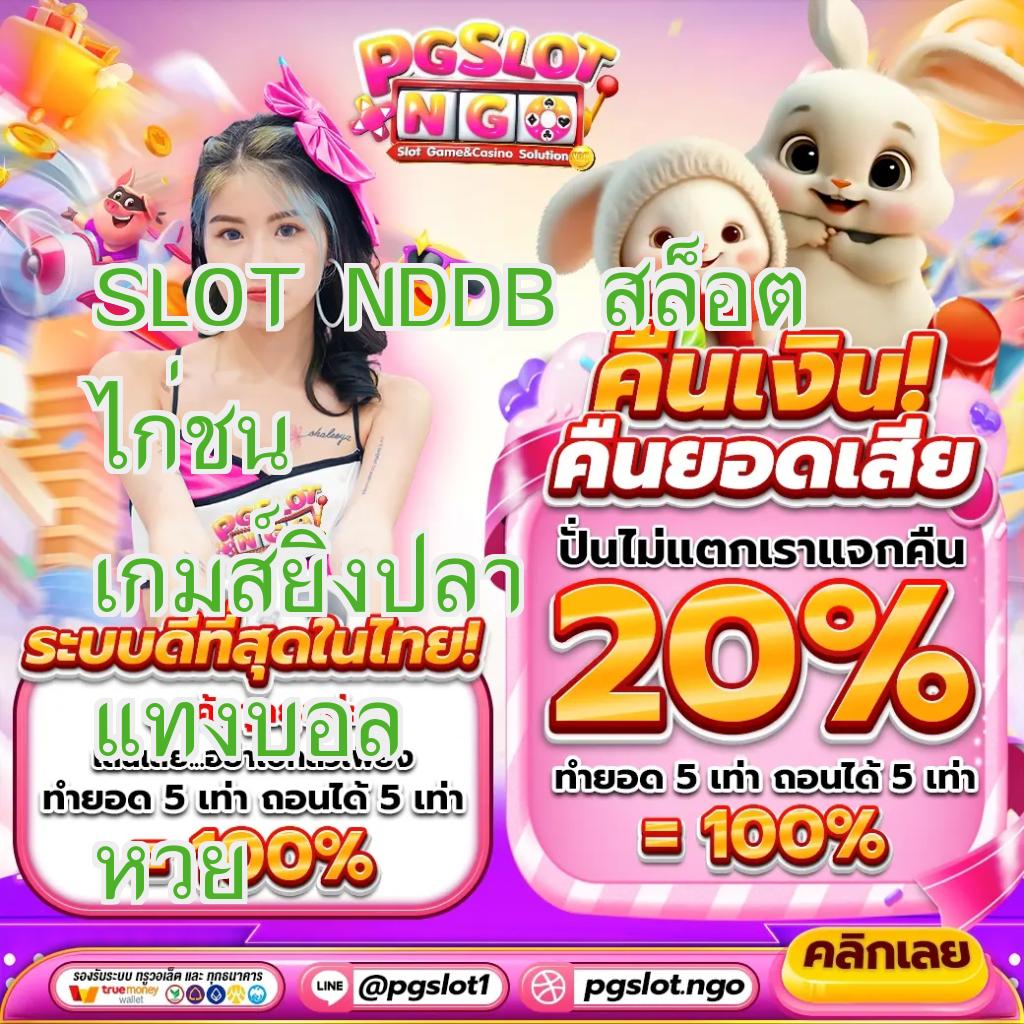 PGSLOT
NGO
Slot Game&Casino Solution
SLOT NDDB สล็อต
ไก่ชน
เกมส์ยิงปลา
แทงบอล
หวย
คืนเงิน!
คืนยอดเสีย
ปั่นไม่แตกเราแจกคืน
20%
ทำยอด 5 เท่า ถอนได้ 5 เท่า
= 100%
PGSLOT
ระบบดีที่สุดในไทย!
ทำยอด 5 เท่า ถอนได้ 5 เท่า
100%
คลิกเลย
รองรับระบบ ทรูวอเล็ต และ ทุกธนาคาร
truemoney
wallet
LINE @pgslot1
pgslot.ngo